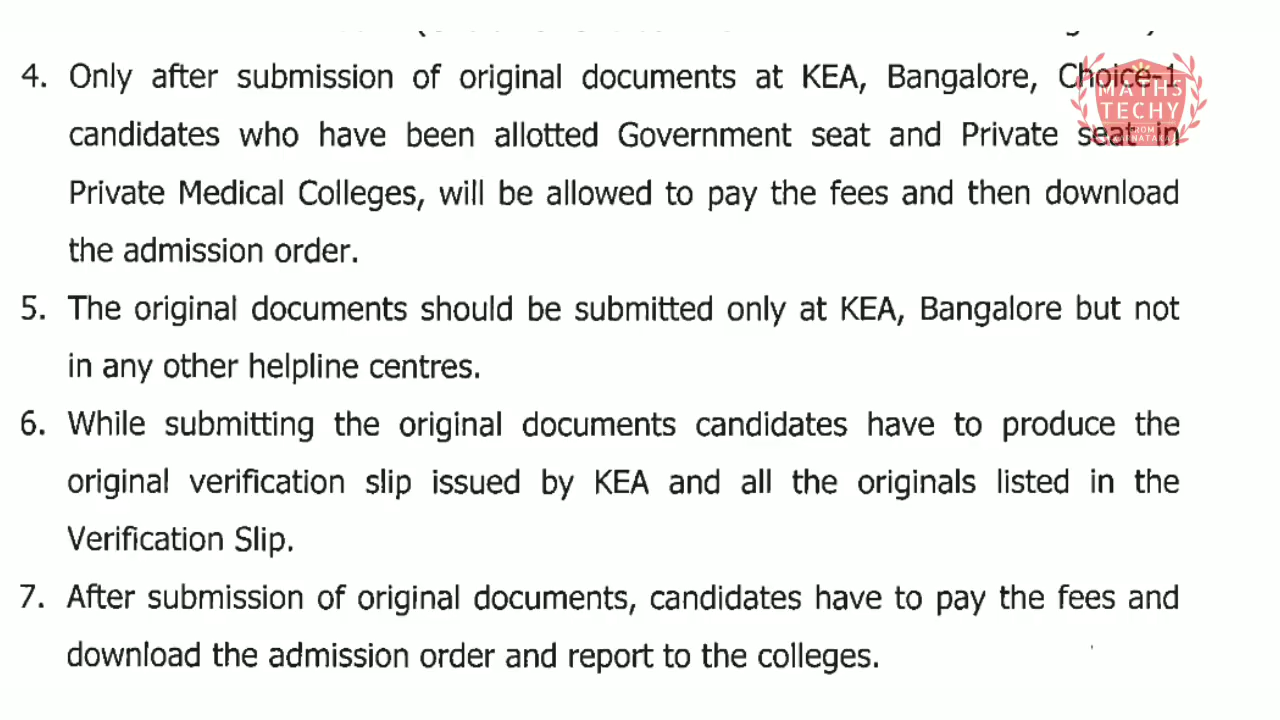 4. Only after submission of original documents at KEA, Bangalore, Choice-1
candidates who have been allotted Government seat and Private seat in
Private Medical Colleges, will be allowed to pay the fees and then download
the admission order.
5. The original documents should be submitted only at KEA, Bangalore but not
in any other helpline centres.
6. While submitting the original documents candidates have to produce the
original verification slip issued by KEA and all the originals listed in the
Verification Slip.
7. After submission of original documents, candidates have to pay the fees and
download the admission order and report to the colleges.
MATHS
TECHY
FROM
KARNATAKA